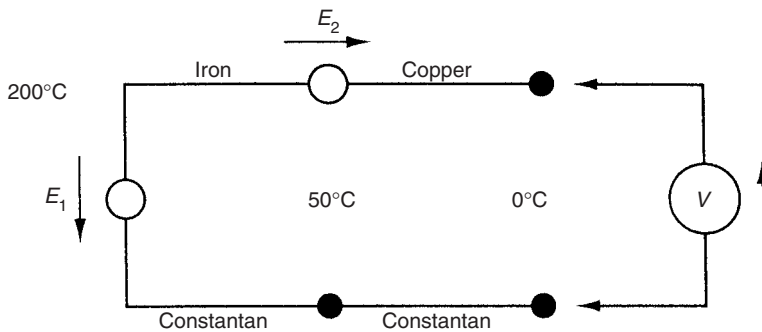 E₂
Iron
Copper
200°C
E₁
50°C
0°C
V
Constantan
Constantan